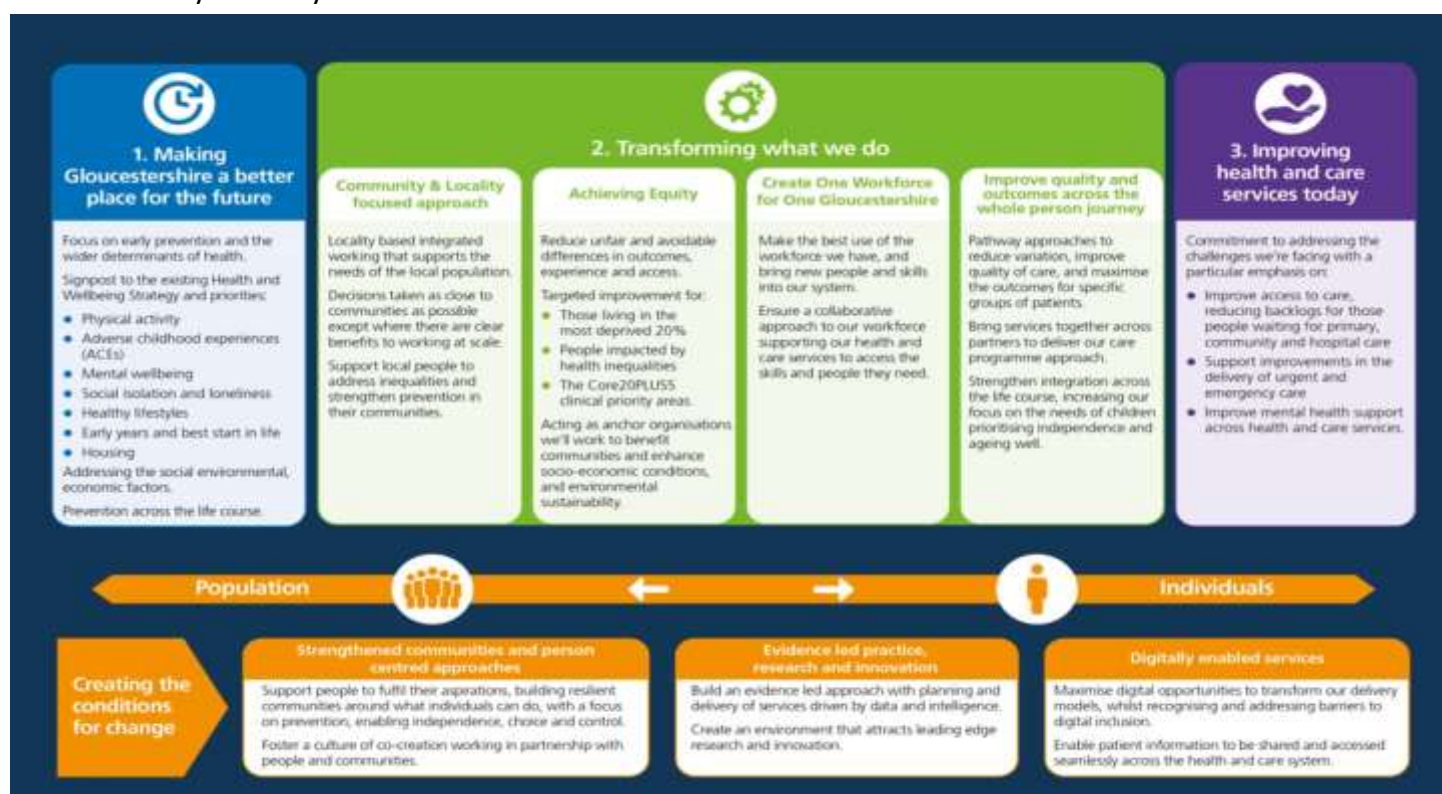 1. Making
Gloucestershire a better
place for the future
Focus on early prevention and the
wider determinants of health.
Signpost to the existing Health and
Wellbeing Strategy and priorities:
• Physical activity
• Adverse childhood experiences
(ACEs)
• Mental wellbeing
• Social isolation and loneliness
• Healthy lifestyles
• Early years and best start in life
• Housing
Addressing the social environmental,
economic factors.
Prevention across the life course.
2. Transforming what we do
Community & Locality
focused approach
Locality based integrated
working that supports the
needs of the local population.
Decisions taken as close to
communities as possible
except where there are clear
benefits to working at scale.
Support local people to
address inequalities and
strengthen prevention in
their communities.
Achieving Equity
Reduce unfair and avoidable
differences in outcomes,
experience and access.
Targeted improvement for:
• Those living in the
most deprived 20%
• People impacted by
health inequalities
• The Core20PLUS5
clinical priority areas.
Acting as anchor organisations
we'll work to benefit
communities and enhance
socio-economic conditions,
and environmental
sustainability.
Create One Workforce
for One Gloucestershire
Make the best use of the
workforce we have, and
bring new people and skills
into our system.
Ensure a collaborative
approach to our workforce
supporting our health and
care services to access the
skills and people they need.
Improve quality and
outcomes across the
whole person journey
Pathway approaches to
reduce variation, improve
quality of care, and maximise
the outcomes for specific
groups of patients.
Bring services together across
partners to deliver our care
programme approach.
Strengthen integration across
the life course, increasing our
focus on the needs of children
prioritising independence and
ageing well.
3. Improving
health and care
services today
Commitment to addressing the
challenges we're facing with a
particular emphasis on:
• Improve access to care,
reducing backlogs for those
people waiting for primary,
community and hospital care
• Support improvements in the
delivery of urgent and
emergency care
• Improve mental health support
across health and care services.
Population
Individuals
Creating the
conditions
for change
Strengthened communities and person
centred approaches
Support people to fulfil their aspirations, building resilient
communities around what individuals can do, with a focus
on prevention, enabling independence, choice and control.
Foster a culture of co-creation working in partnership with
people and communities.
Evidence led practice,
research and innovation
Build an evidence led approach with planning and
delivery of services driven by data and intelligence.
Create an environment that attracts leading edge
research and innovation.
Digitally enabled services
Maximise digital opportunities to transform our delivery
models, whilst recognising and addressing barriers to
digital inclusion.
Enable patient information to be shared and accessed
seamlessly across the health and care system.